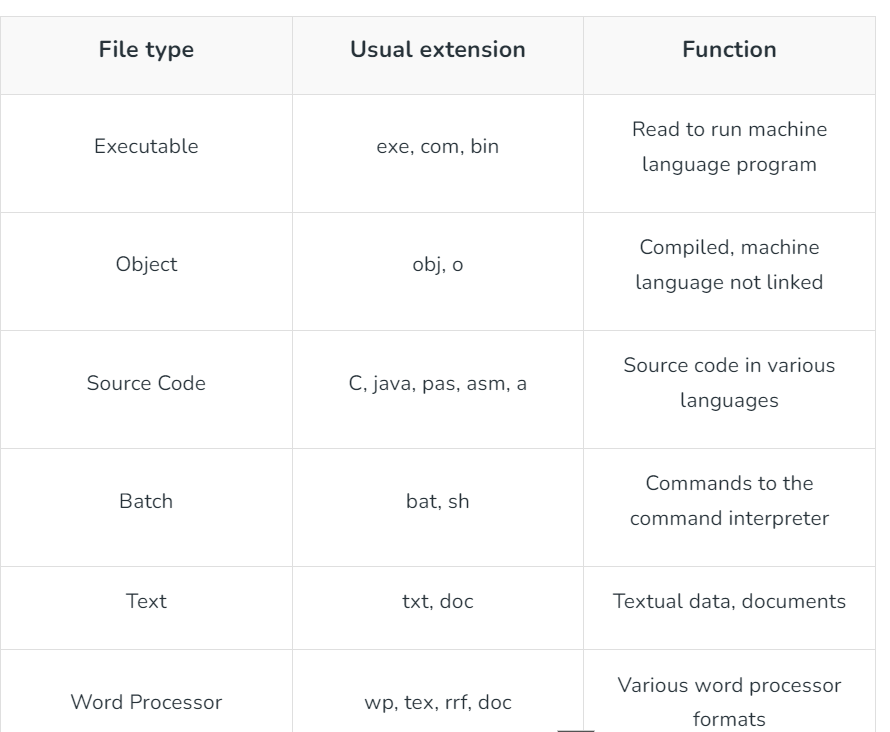 File type Usual extension Function
Executable exe, com, bin Read to run machine
language program
Object obj, o Compiled, machine
language not linked
Source Code C, java, pas, asm, a Source code in various
languages
Batch bat, sh Commands to the
command interpreter
Text txt, doc Textual data, documents
Word Processor wp, tex, rrf, doc Various word processor
formats